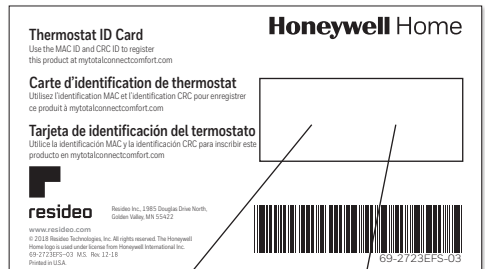 Thermostat ID Card
Use the MAC ID and CRC ID to register
this product at mytotalconnectcomfort.com
Honeywell Home
Carte d'identification de thermostat
Utilisez l'identification MAC et l'identification CRC pour enregistrer
ce produit à mytotalconnectcomfort.com
Tarjeta de identificación del termostato
Utilice la identificación MAC y la identificación CRC para inscribir este
producto en mytotalconnectcomfort.com
resideo
Resideo Inc., 1985 Douglas Drive North,
Golden Valley, MN 55422
www.resideo.com
© 2018 Resideo Technologies, Inc. All rights reserved. The Honeywell
Home logo is used under license from Honeywell International Inc.
69-2723EFS—03 M.S. Rev. 12-18
Printed in U.S.A.
69-2723EFS-03